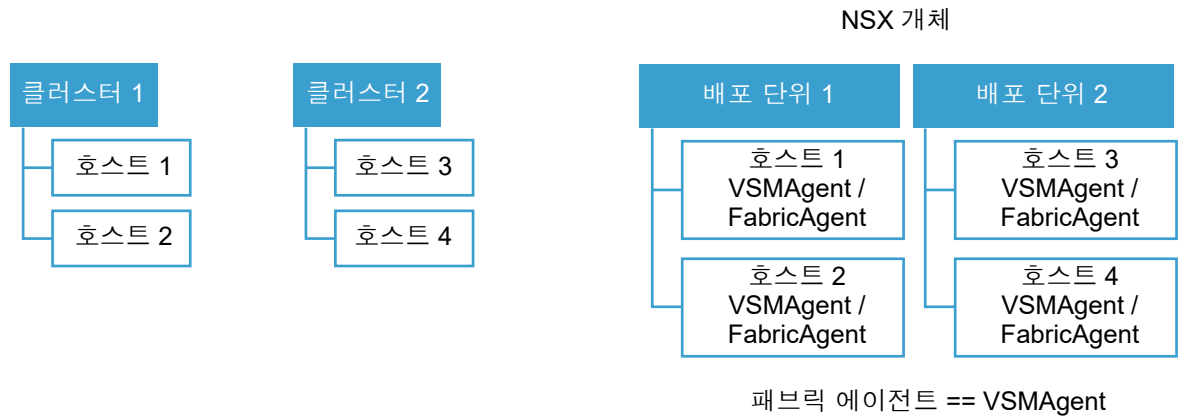 NSX 개체
클러스터 1
호스트 1
호스트 2
클러스터 2
호스트 3
호스트 4
배포 단위 1
호스트 1
VSMAgent /
FabricAgent
호스트 2
VSMAgent /
FabricAgent
배포 단위 2
호스트 3
VSMAgent /
FabricAgent
호스트 4
VSMAgent /
FabricAgent
패브릭 에이전트 == VSMAgent